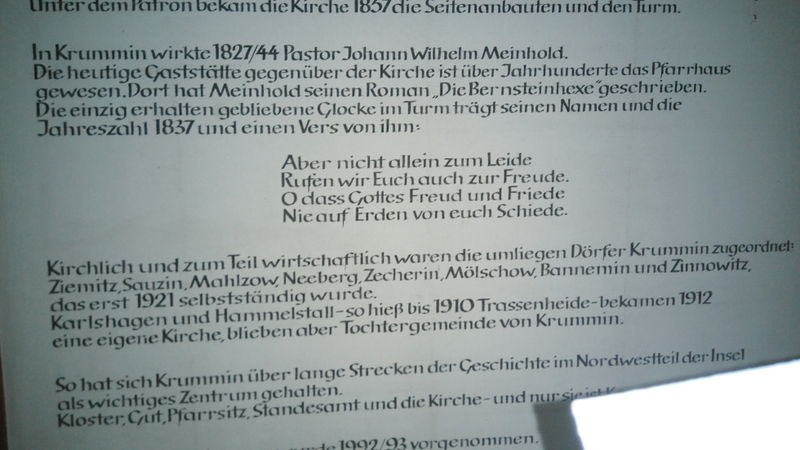 Unter dem Patron bekam die Kirche 1837 die Seitenanbauten und den Turm.
In Krummin wirkte 1827/44 Pastor Johann Wilhelm Meinhold.
Die heutige Gaststätte gegenüber der Kirche ist über Jahrhunderte das Pfarrhaus
gewesen. Dort hat Meinhold seinen Roman „Die Bernsteinhexe" geschrieben.
Die einzig erhalten gebliebene Glocke im Turm trägt seinen Namen und die
Jahreszahl 1837 und einen Vers von ihm:
Aber nicht allein zum Leide
Rufen wir Euch auch zur Freude.
O dass Gottes Freud und Friede
Nie auf Erden von euch Schiede.
Kirchlich und zum Teil wirtschaftlich waren die umliegen Dörfer Krummin zugeordnet:
Ziemitz, Sauzin, Mahlzow, Neeberg, Zecherin, Mölschow, Bannemin und Zinnowitz,
das erst 1921 selbstständig wurde.
Karlshagen und Hammelstall-so hieß bis 1910 Trassenheide-bekamen 1912
eine eigene Kirche, blieben aber Tochtergemeinde von Krummin.
So hat sich Krummin über lange Strecken der Geschichte im Nordwestteil der Insel
als wichtiges Zentrum gehalten.
Kloster, Gut, Pfarrsitz, Standesamt und die Kirche-und nur sie ist
1992/93 vorgenommen.